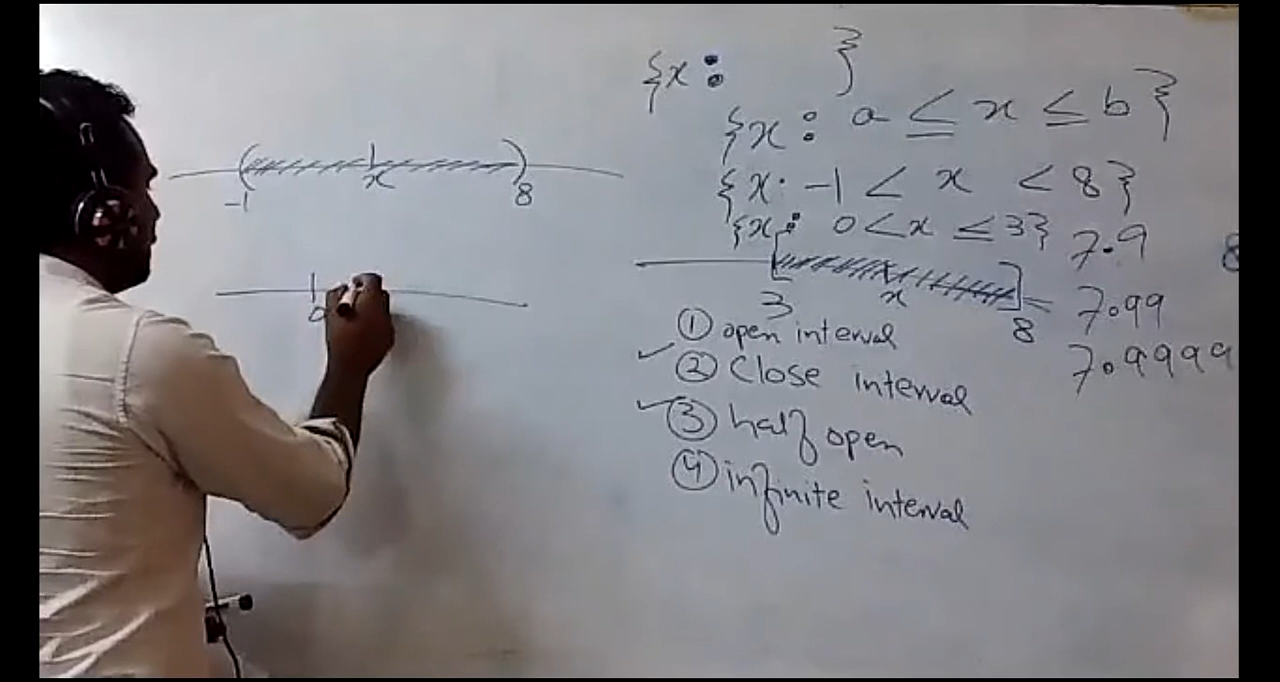 {x:      }
{x: a ≤ x ≤ b}
{x: -1 < x < 8}
{x: 0 < x ≤ 3}
7.9
8
7.99
7.9999
( x )
-1 8
0
[ x ]
3 8
① open interval
✓ ② Close interval
✓ ③ half open
④ infinite interval